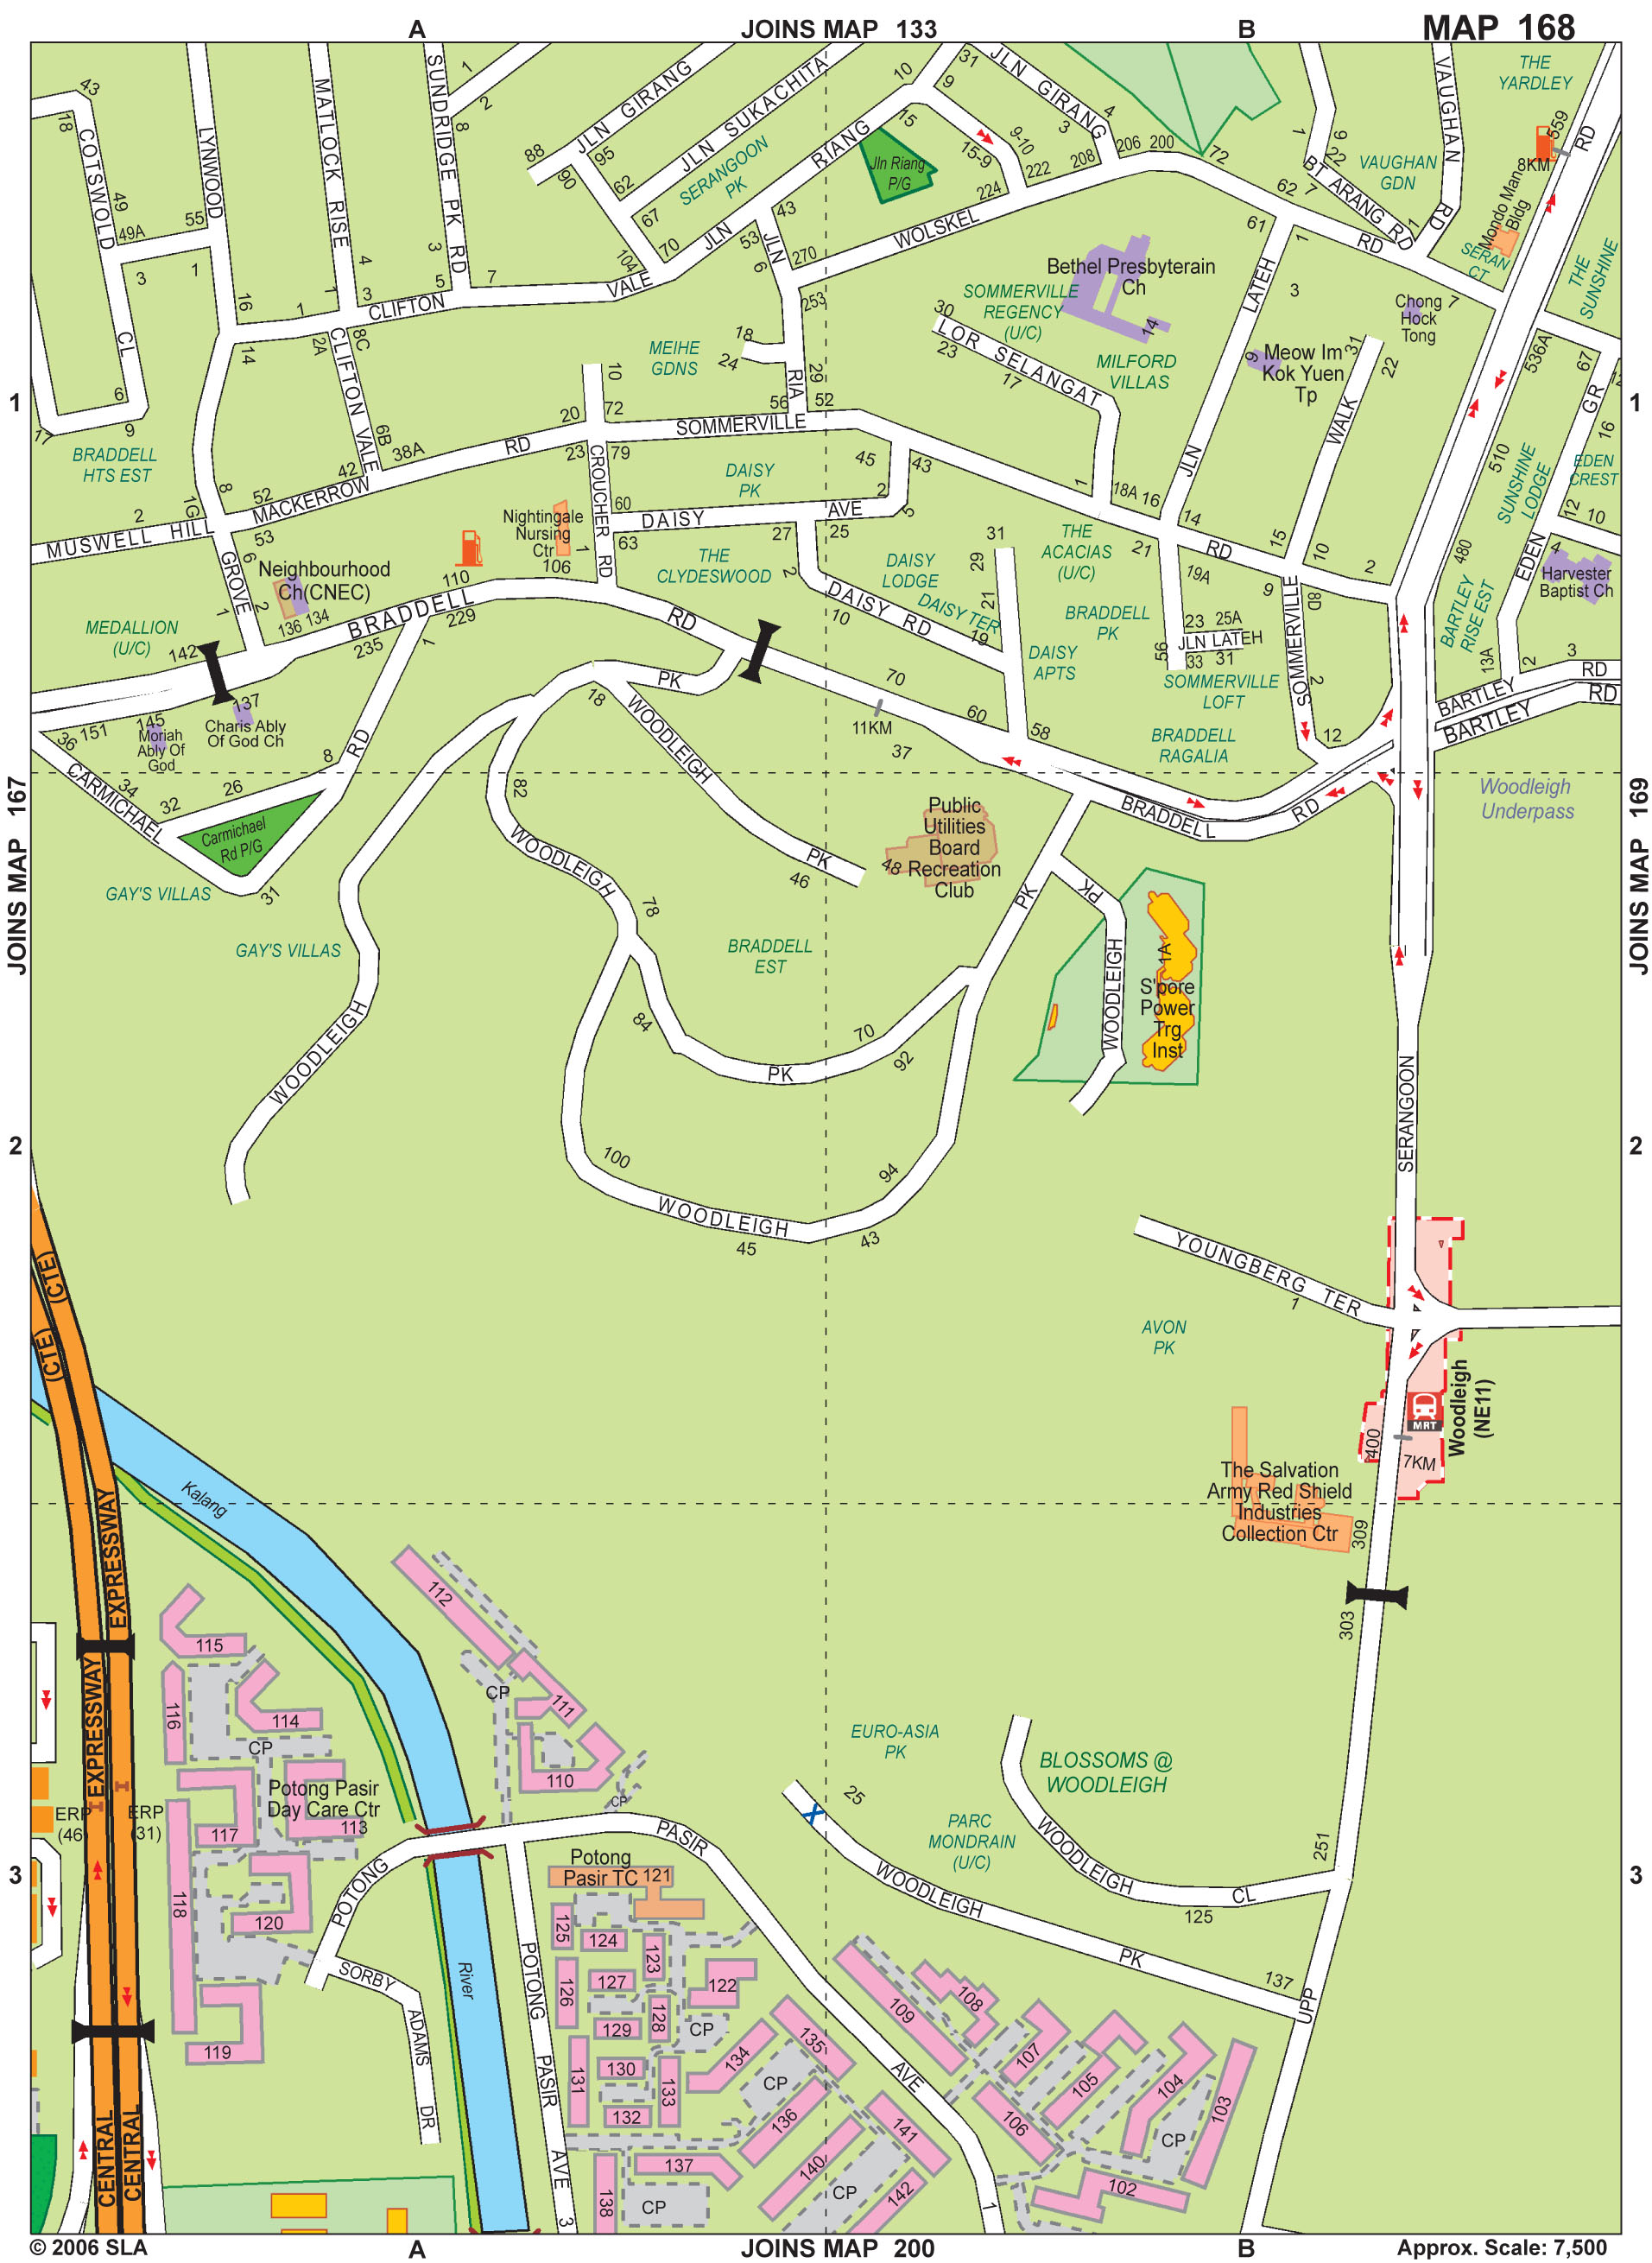 A
JOINS MAP 133
B
MAP 168
43
18
COTSWOLD
49
49A
CL
3
6
9
17
LYNWOOD
55
1
16
14
MATLOCK RISE
4
1
3
1
2A
8C
SUNDRIDGE PK RD
1
2
8
3
5
7
CLIFTON
VALE
CLIFTON VALE
6B
38A
42
88
JLN GIRANG
90
95
JLN SUKACHITA
62
67
SERANGOON
PK
70
104
JLN
RIANG
10
15
31
9
JLN GIRANG
4
3
9-10
15-9
222
208
206
200
72
224
Jln Riang
P/G
43
53
JLN
6
270
253
WOLSKEL
RD
62
7
61
1
1
6
22
BT ARANG RD
1
VAUGHAN
RD
VAUGHAN
GDN
THE
YARDLEY
559
RD
8KM
Mondo Mano
Bldg
SERAN
CT
THE
SUNSHINE
Bethel Presbyterain
Ch
14
SOMMERVILLE
REGENCY
(U/C)
30
LOR SELANGAT
23
17
MILFORD
VILLAS
LATEH
3
Chong
Hock
Tong
7
9
Meow Im
Kok Yuen
Tp
31
22
WALK
536A
67
GR
16
510
SUNSHINE
LODGE
EDEN
CREST
12
10
1
1
MEIHE
GDNS
18
24
RIA
29
56
52
10
20
72
SOMMERVILLE
RD
23
79
CROUCHER RD
DAISY
PK
45
43
2
5
60
DAISY
AVE
63
27
25
BRADDELL
HTS EST
8
1G
52
MACKERROW
53
2
MUSWELL HILL
GROVE
6
2
1
Nightingale
Nursing
Ctr
1
106
110
Neighbourhood
Ch(CNEC)
136
134
BRADDELL
RD
229
235
1
MEDALLION
(U/C)
142
137
151
145
Moriah
Ably Of
God
Charis Ably
Of God Ch
THE
CLYDESWOOD
2
DAISY RD
10
19
DAISY
LODGE
DAISY TER
29
21
31
DAISY
APTS
THE
ACACIAS
(U/C)
1
18A
16
JLN
14
21
RD
15
10
9
8D
2
19A
23
25A
JLN LATEH
33
31
56
BRADDELL
PK
SOMMERVILLE
LOFT
SOMMERVILLE
2
12
BRADDELL
RAGALIA
480
EDEN
4
Harvester
Baptist Ch
BARTLEY
RISE EST
13A
2
3
BARTLEY
RD
BARTLEY
RD
36
CARMICHAEL
34
32
26
8
RD
Carmichael
Rd P/G
31
GAY'S VILLAS
GAY'S VILLAS
PK
18
WOODLEIGH
PK
46
82
WOODLEIGH
78
84
PK
70
92
WOODLEIGH
BRADDELL
EST
70
60
58
11KM
37
BRADDELL
RD
Woodleigh
Underpass
Public
Utilities
Board
48
Recreation
Club
PK
PK
WOODLEIGH
1A
S'pore
Power
Trg
Inst
JOINS MAP 167
JOINS MAP 169
2
2
100
94
WOODLEIGH
45
43
SERANGOON
YOUNGBERG TER
1
AVON
PK
Woodleigh
(NE11)
MRT
400
7KM
The Salvation
Army Red Shield
Industries
Collection Ctr
309
303
(CTE)
(CTE)
EXPRESSWAY
EXPRESSWAY
CENTRAL
CENTRAL
Kalang
River
ERP
(46)
ERP
(31)
112
111
110
CP
CP
115
116
114
CP
Potong Pasir
Day Care Ctr
113
117
118
120
119
POTONG
PASIR
AVE
1
SORBY
ADAMS
DR
Potong
Pasir TC
121
125
124
123
122
126
127
128
129
CP
130
131
132
133
134
135
CP
136
137
138
CP
140
141
142
CP
POTONG PASIR AVE 3
EURO-ASIA
PK
BLOSSOMS @
WOODLEIGH
PARC
MONDRAIN
(U/C)
25
WOODLEIGH
PK
137
WOODLEIGH
CL
125
251
UPP
109
108
107
106
105
104
103
102
CP
3
3
© 2006 SLA
A
JOINS MAP 200
B
Approx. Scale: 7,500